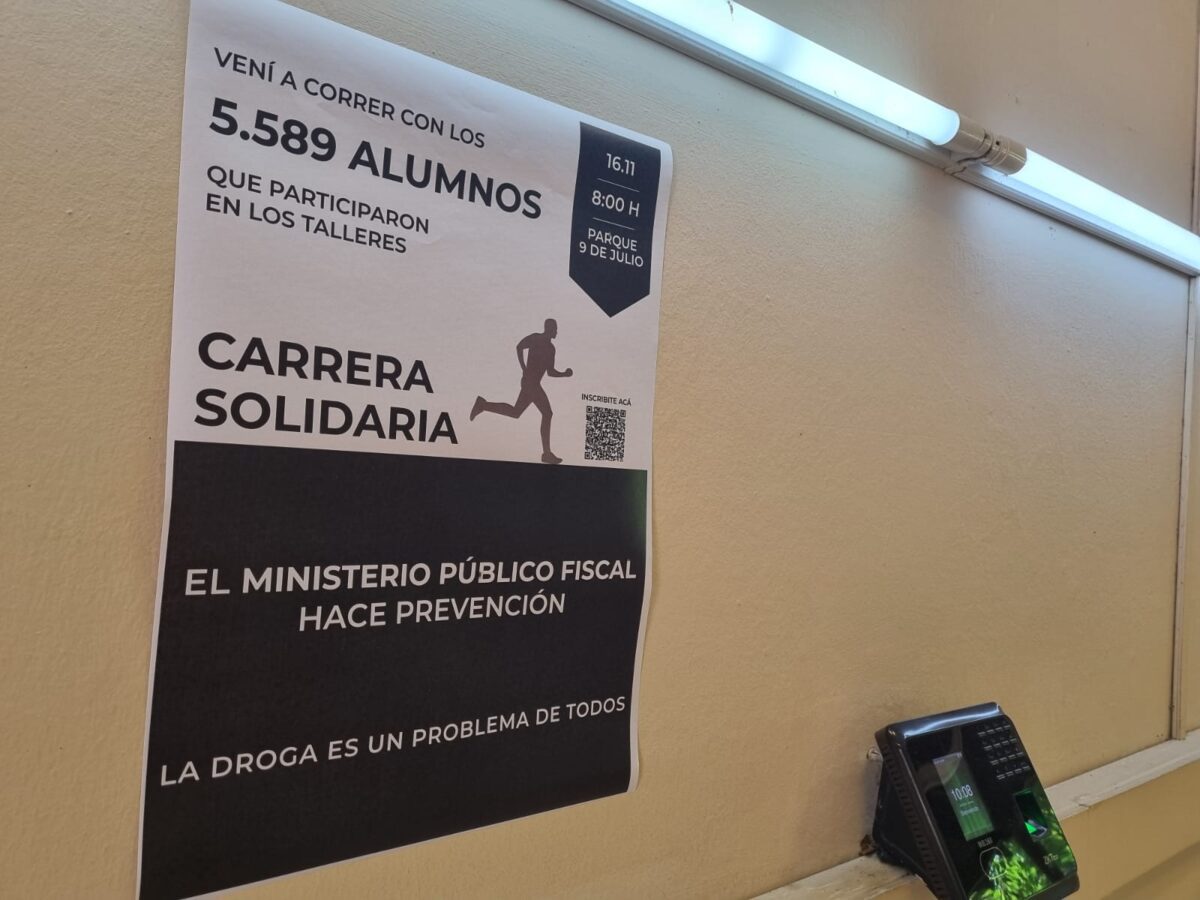 VENÍ A CORRER CON LOS
5.589 ALUMNOS
QUE PARTICIPARON
EN LOS TALLERES
16.11
8:00 H
PARQUE
9 DE JULIO
CARRERA
SOLIDARIA
INSCRIBITE ACÁ
EL MINISTERIO PÚBLICO FISCAL
HACE PREVENCIÓN
LA DROGA ES UN PROBLEMA DE TODOS
10:08